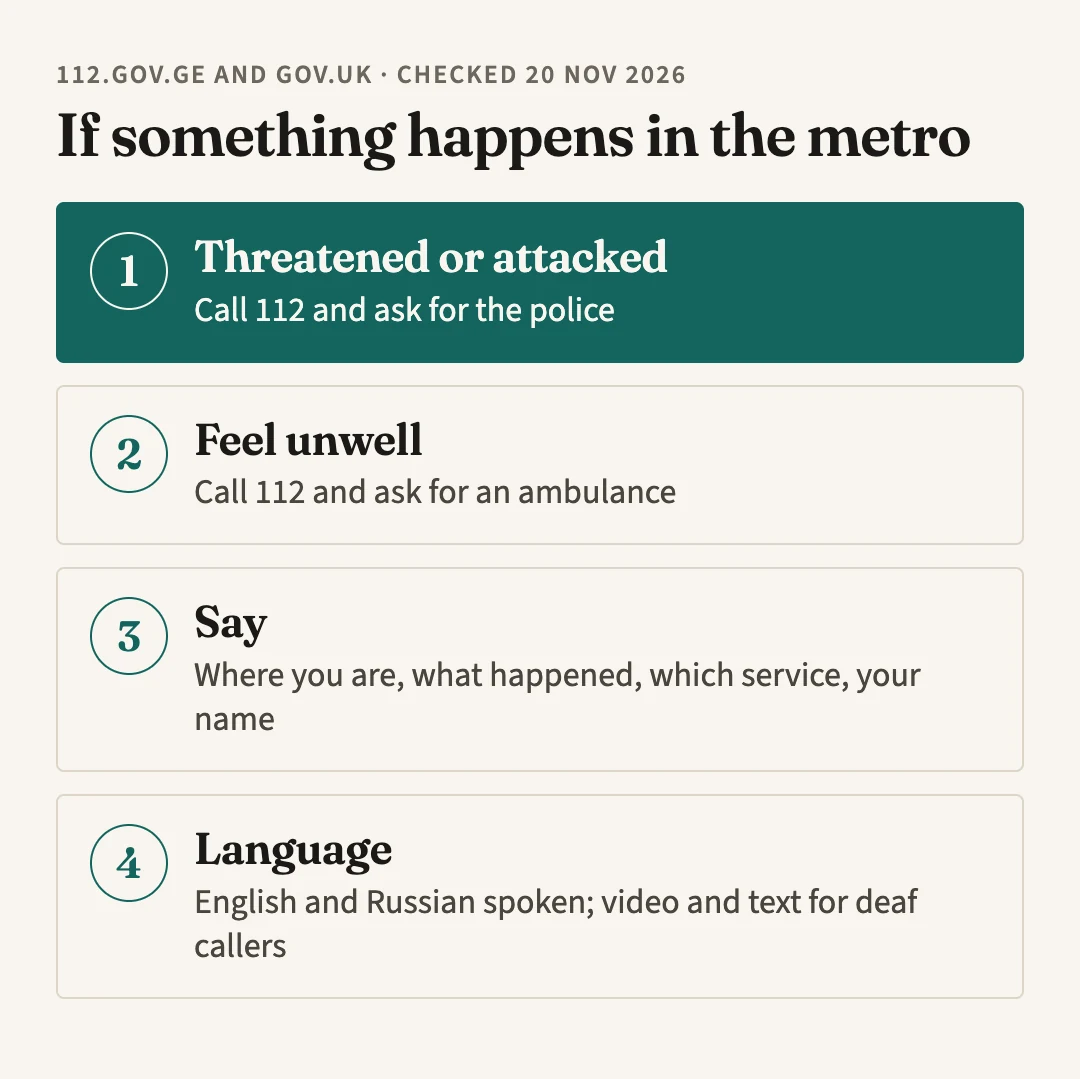 112.GOV.GE AND GOV.UK · CHECKED 20 NOV 2026
If something happens in the metro
1
Threatened or attacked
Call 112 and ask for the police
2
Feel unwell
Call 112 and ask for an ambulance
3
Say
Where you are, what happened, which service, your
name
4
Language
English and Russian spoken; video and text for deaf
callers